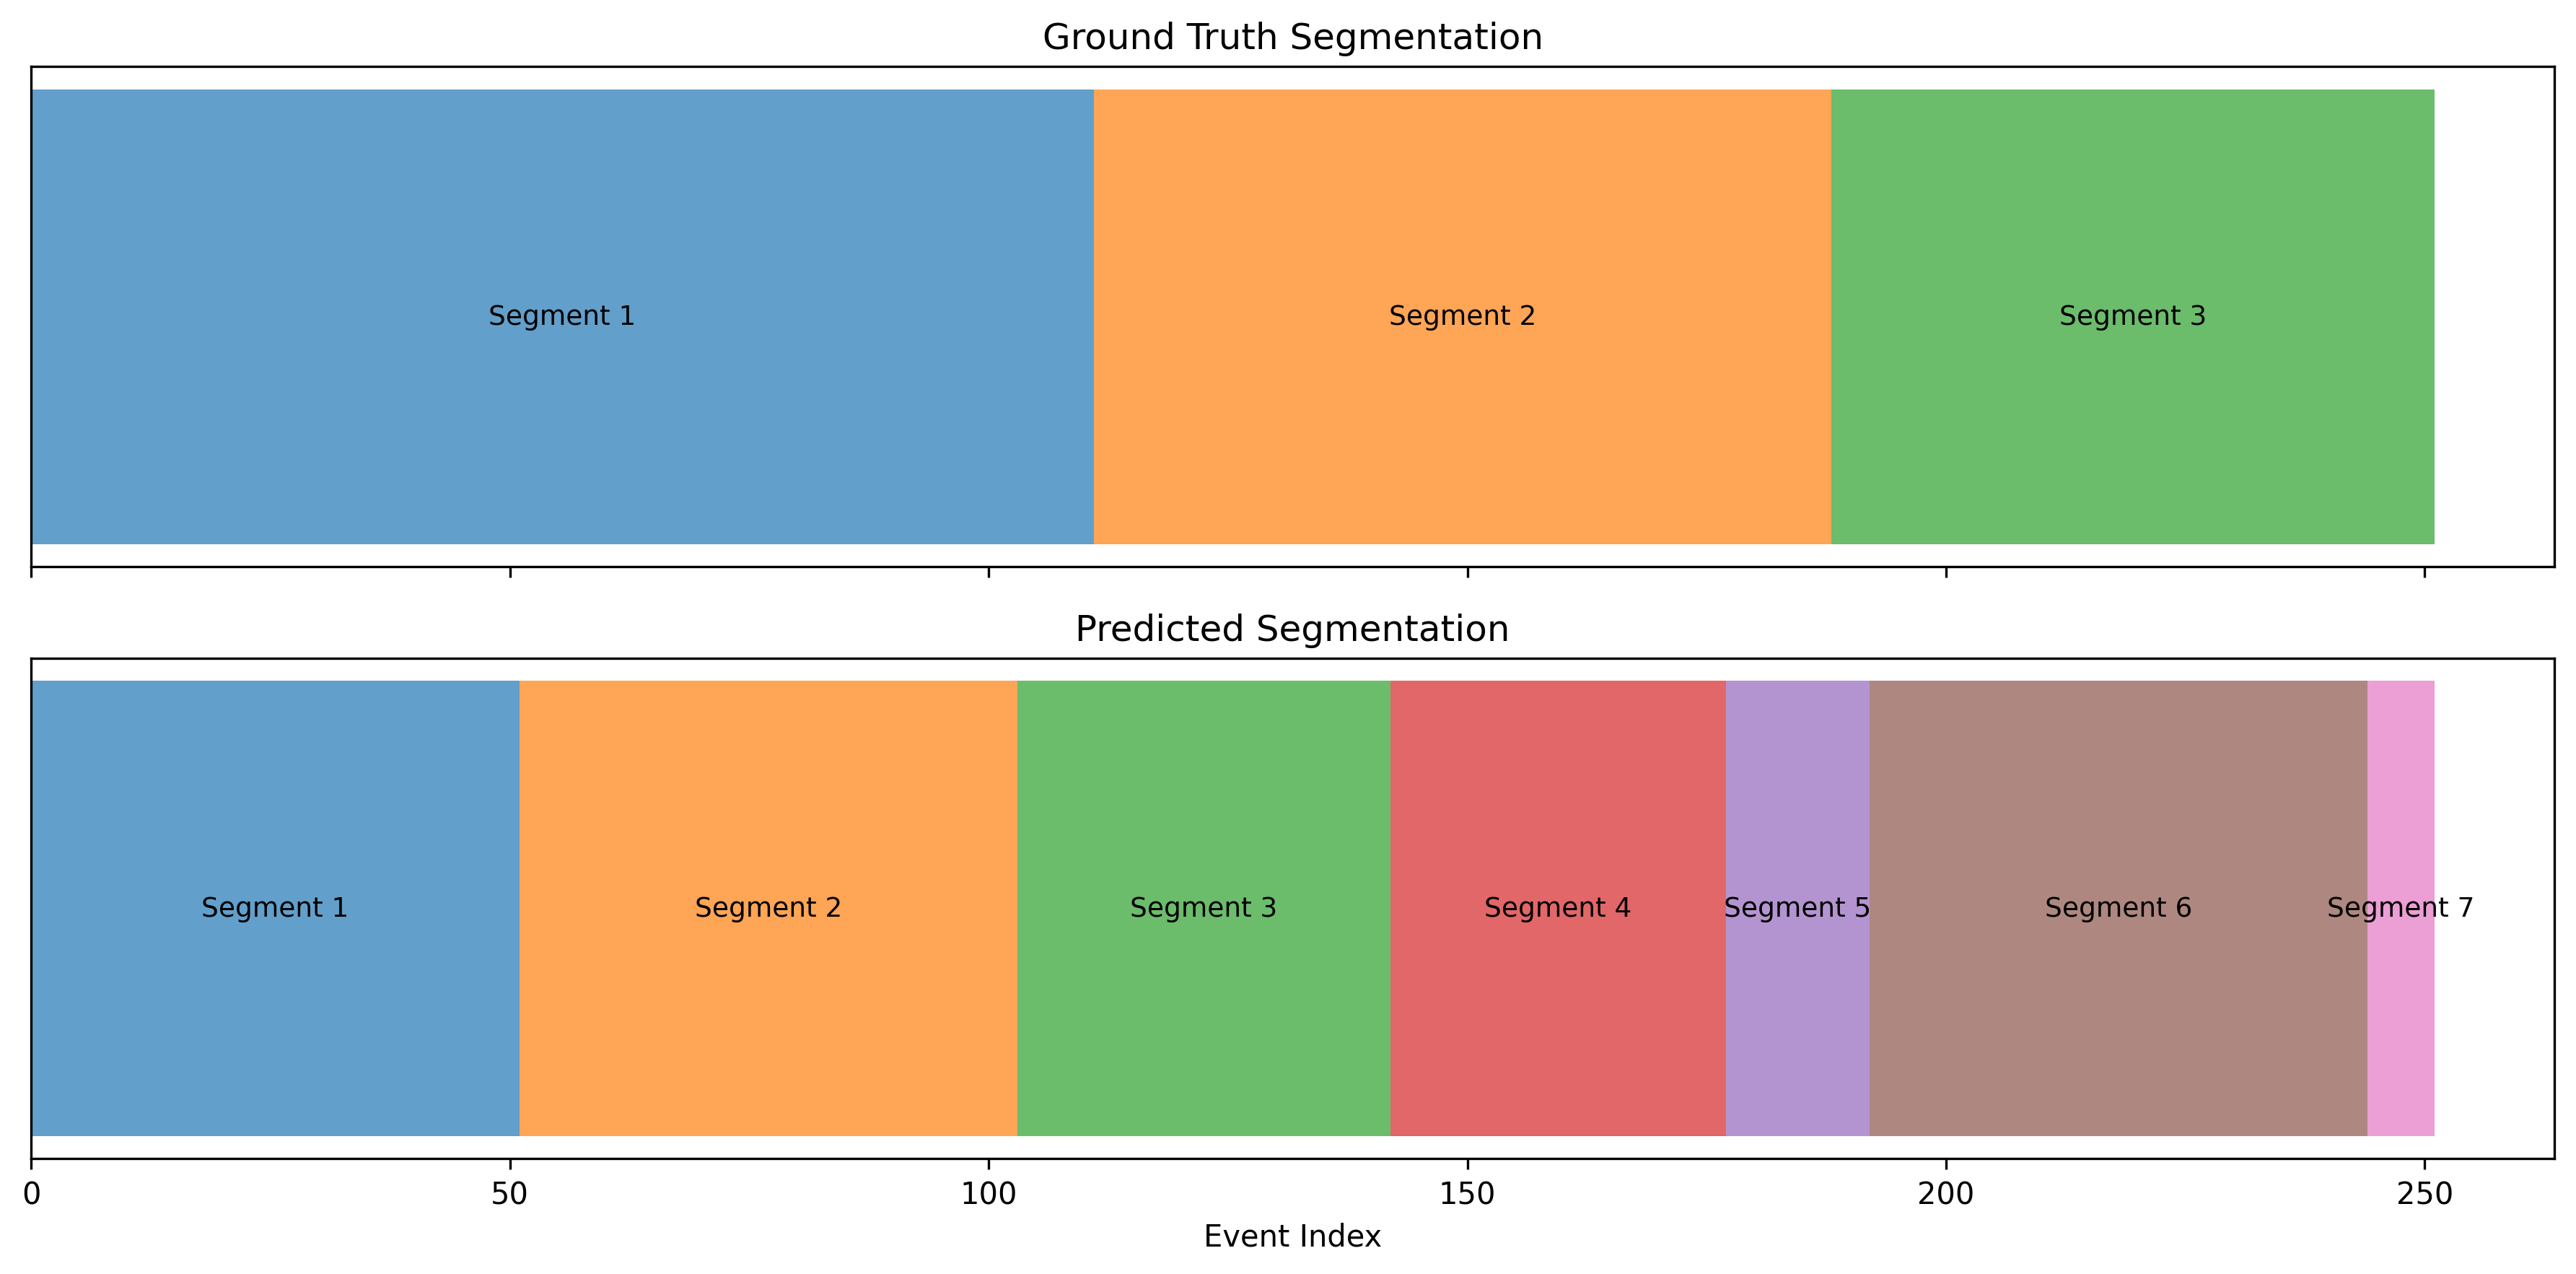 Ground Truth Segmentation
Segment 1 Segment 2 Segment 3
Predicted Segmentation
Segment 1 Segment 2 Segment 3 Segment 4 Segment 5 Segment 6 Segment 7
0 50 100 150 200 250
Event Index